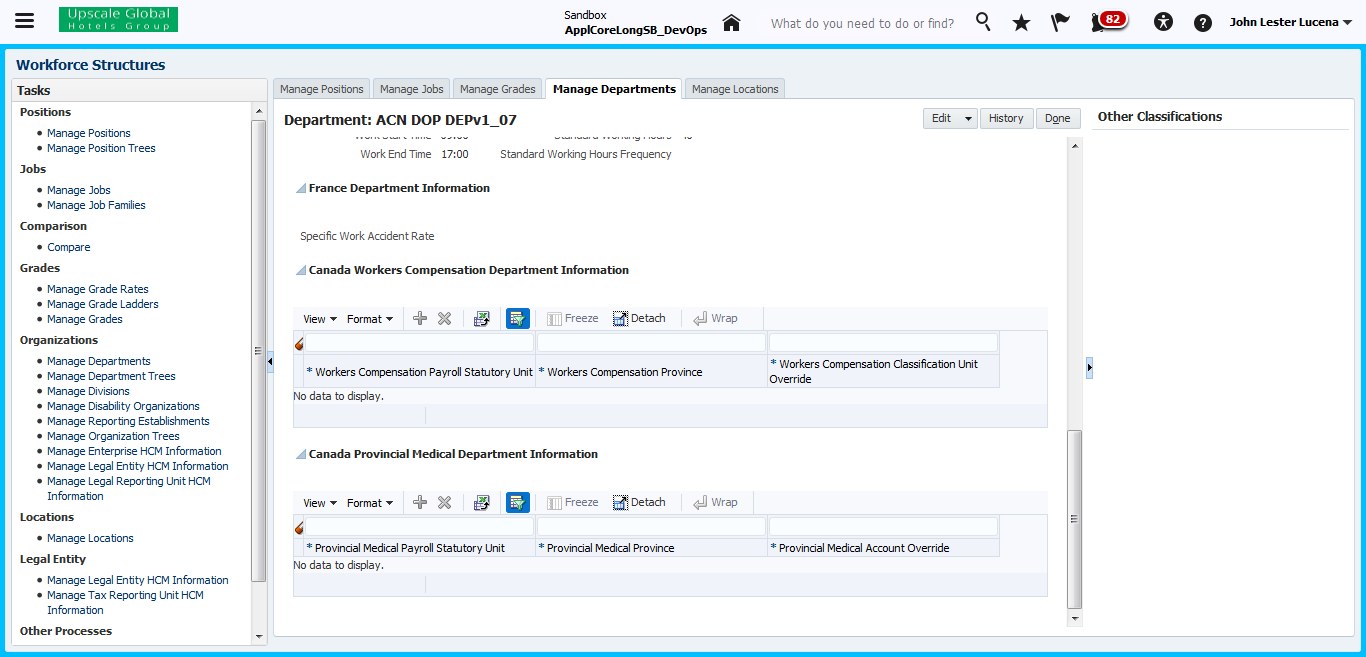 Upscale Global
Hotels Group
Sandbox
ApplCoreLongSB_DevOps
What do you need to do or find?
82
John Lester Lucena
Workforce Structures
Tasks
Positions
Manage Positions
Manage Position Trees
Jobs
Manage Jobs
Manage Job Families
Comparison
Compare
Grades
Manage Grade Rates
Manage Grade Ladders
Manage Grades
Organizations
Manage Departments
Manage Department Trees
Manage Divisions
Manage Disability Organizations
Manage Reporting Establishments
Manage Organization Trees
Manage Enterprise HCM Information
Manage Legal Entity HCM Information
Manage Legal Reporting Unit HCM
Information
Locations
Manage Locations
Legal Entity
Manage Legal Entity HCM Information
Manage Tax Reporting Unit HCM
Information
Other Processes
Manage Positions Manage Jobs Manage Grades Manage Departments Manage Locations
Department: ACN DOP DEPv1_07
Edit History Done
Work Start Time 09:00 Standard Working Hours 40
Work End Time 17:00 Standard Working Hours Frequency
France Department Information
Specific Work Accident Rate
Canada Workers Compensation Department Information
View Format Freeze Detach Wrap
* Workers Compensation Payroll Statutory Unit * Workers Compensation Province * Workers Compensation Classification Unit
Override
No data to display.
Canada Provincial Medical Department Information
View Format Freeze Detach Wrap
* Provincial Medical Payroll Statutory Unit * Provincial Medical Province * Provincial Medical Account Override
No data to display.
Other Classifications